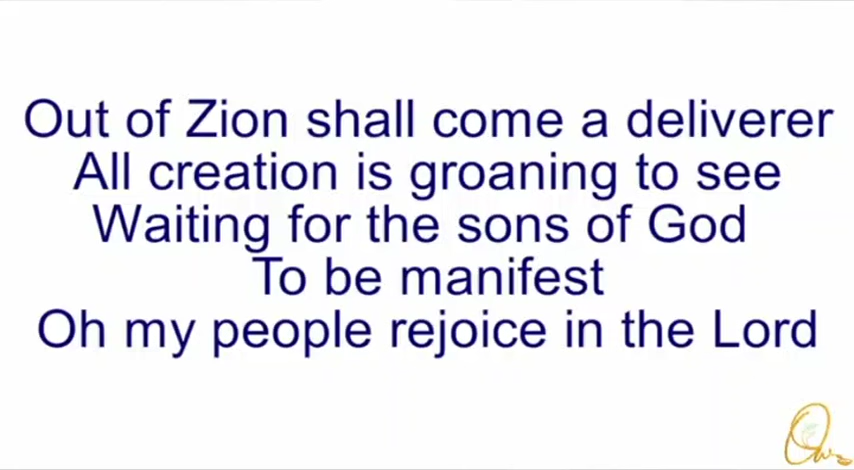 Out of Zion shall come a deliverer
All creation is groaning to see
Waiting for the sons of God
To be manifest
Oh my people rejoice in the Lord